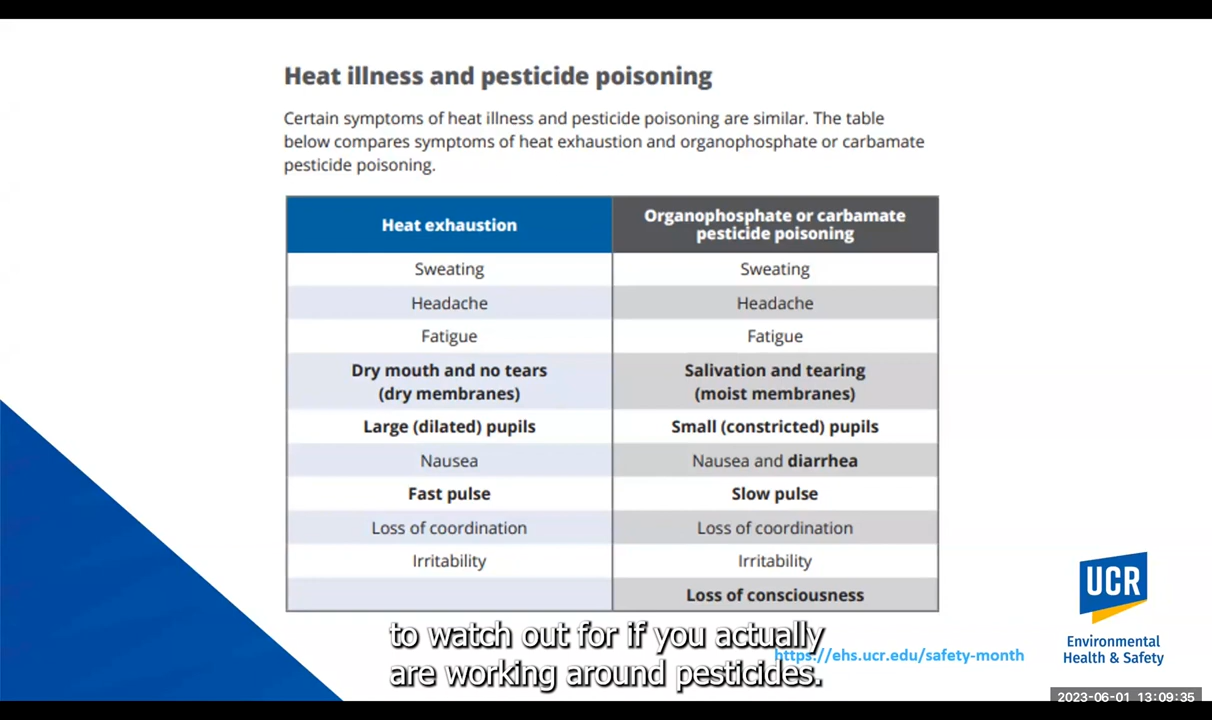 Heat illness and pesticide poisoning
Certain symptoms of heat illness and pesticide poisoning are similar. The table
below compares symptoms of heat exhaustion and organophosphate or carbamate
pesticide poisoning.
Heat exhaustion
Organophosphate or carbamate
pesticide poisoning
Sweating
Sweating
Headache
Headache
Fatigue
Fatigue
Dry mouth and no tears
(dry membranes)
Salivation and tearing
(moist membranes)
Large (dilated) pupils
Small (constricted) pupils
Nausea
Nausea and diarrhea
Fast pulse
Slow pulse
Loss of coordination
Loss of coordination
Irritability
Irritability
Loss of consciousness
UCR
Environmental
Health & Safety
https://ehs.ucr.edu/safety-month
to watch out for if you actually
are working around pesticides.
2023-06-01 13:09:35